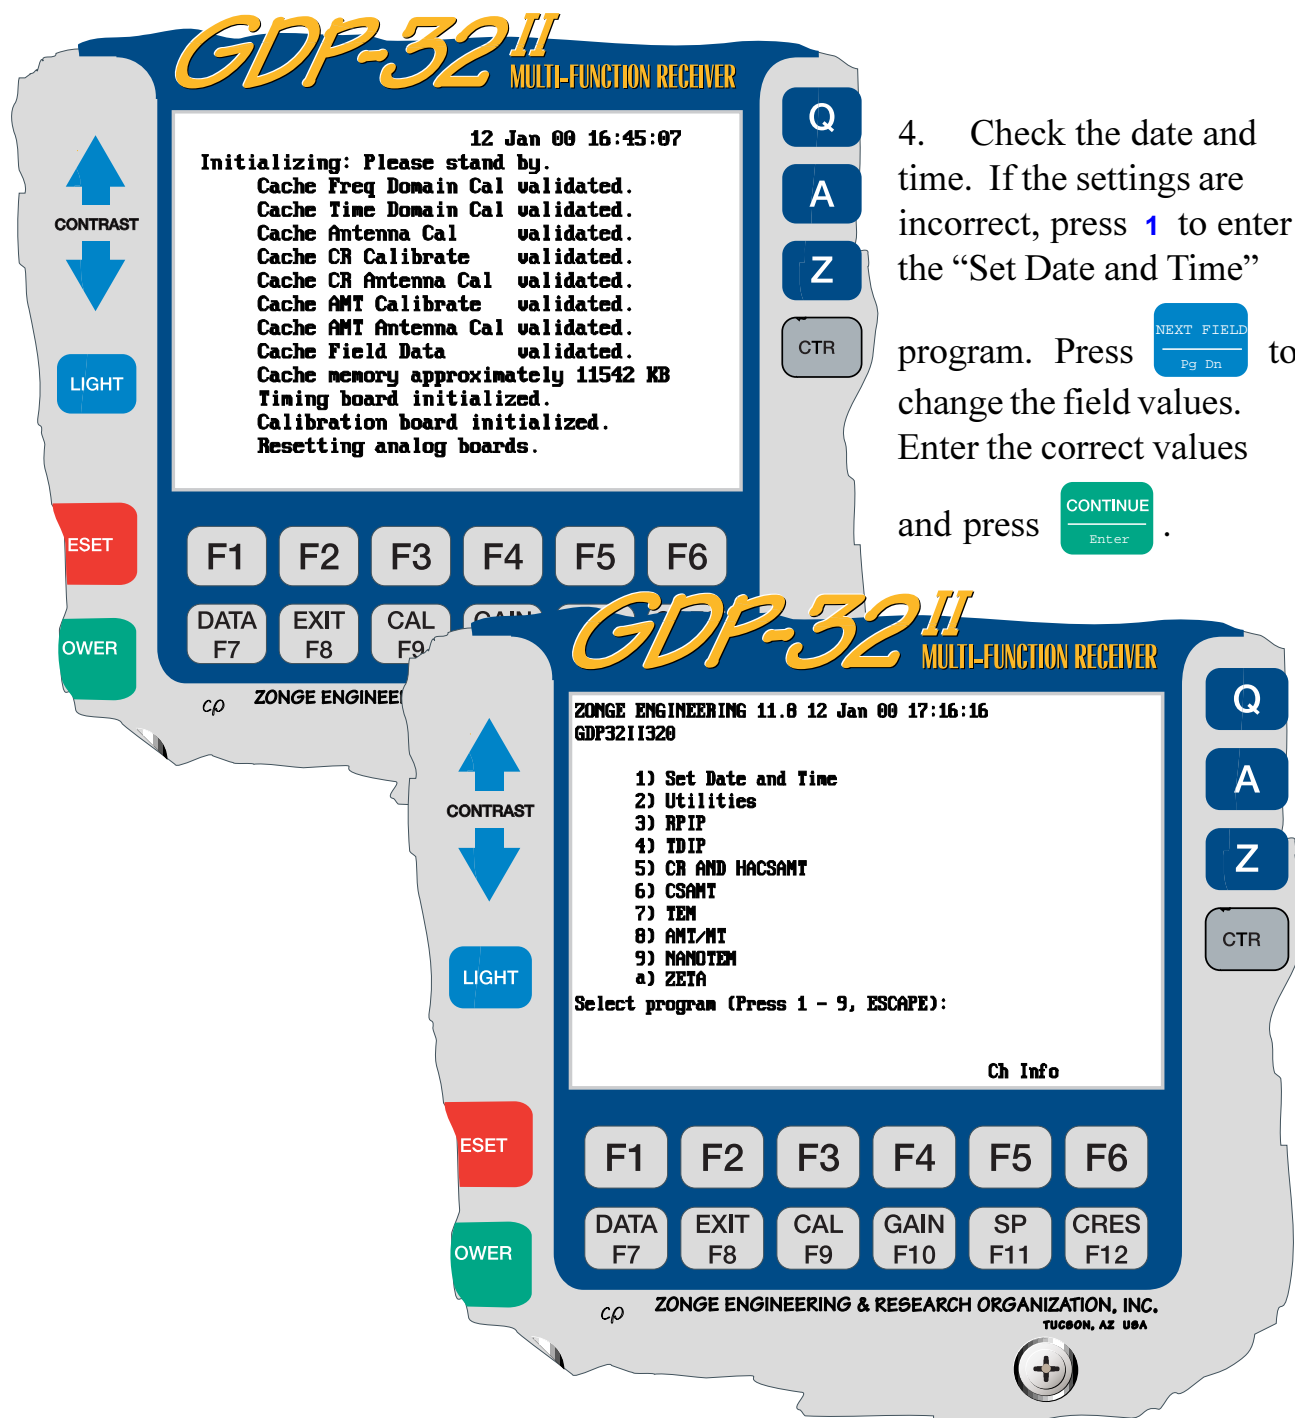 GDP-32 II
MULTI-FUNCTION RECEIVER
12 Jan 00 16:45:07
Initializing: Please stand by.
Cache Freq Domain Cal validated.
Cache Time Domain Cal validated.
Cache Antenna Cal validated.
Cache CR Calibrate validated.
Cache CR Antenna Cal validated.
Cache AMT Calibrate validated.
Cache AMT Antenna Cal validated.
Cache Field Data validated.
Cache memory approximately 11542 KB
Timing board initialized.
Calibration board initialized.
Resetting analog boards.
CONTRAST
LIGHT
ESET
OWER
Q
A
Z
CTR
F1 F2 F3 F4 F5 F6
DATA EXIT CAL GAIN
F7 F8 F9
cp ZONGE ENGINEE
4. Check the date and
time. If the settings are
incorrect, press 1 to enter
the “Set Date and Time”
program. Press NEXT FIELD Pg Dn to
change the field values.
Enter the correct values
and press CONTINUE Enter .
GDP-32 II
MULTI-FUNCTION RECEIVER
ZONGE ENGINEERING 11.8 12 Jan 00 17:16:16
GDP32II320
1) Set Date and Time
2) Utilities
3) RPIP
4) TDIP
5) CR AND HACSAMT
6) CSAMT
7) TEM
8) AMT/MT
9) NANOTEM
a) ZETA
Select program (Press 1 - 9, ESCAPE):
Ch Info
CONTRAST
LIGHT
ESET
OWER
Q
A
Z
CTR
F1 F2 F3 F4 F5 F6
DATA EXIT CAL GAIN SP CRES
F7 F8 F9 F10 F11 F12
cp ZONGE ENGINEERING & RESEARCH ORGANIZATION, INC.
TUCSON, AZ USA